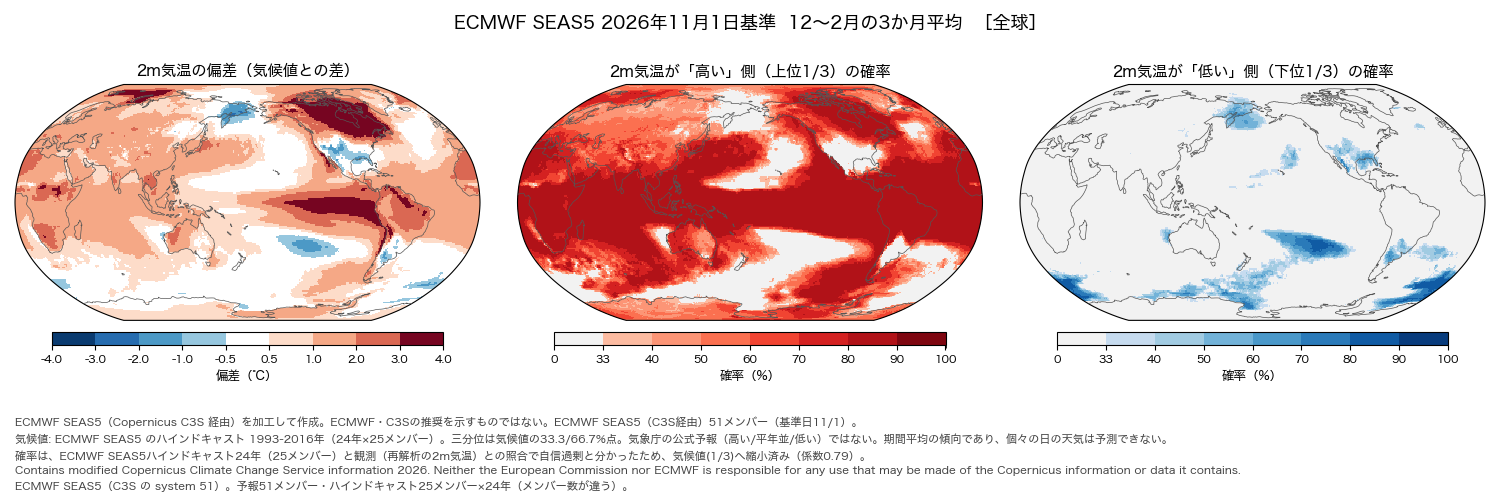 ECMWF SEAS5 2026年11月1日基準 12～2月の3か月平均 ［全球］
2m気温の偏差（気候値との差）
2m気温が「高い」側（上位1/3）の確率
2m気温が「低い」側（下位1/3）の確率
-4.0 -3.0 -2.0 -1.0 -0.5 0.5 1.0 2.0 3.0 4.0
偏差（℃）
0 33 40 50 60 70 80 90 100
確率（%）
0 33 40 50 60 70 80 90 100
確率（%）
ECMWF SEAS5（Copernicus C3S 経由）を加工して作成。ECMWF・C3Sの推奨を示すものではない。ECMWF SEAS5（C3S経由）51メンバー（基準日11/1）。
気候値: ECMWF SEAS5 のハインドキャスト 1993-2016年（24年×25メンバー）。三分位は気候値の33.3/66.7%点。気象庁の公式予報（高い/平年並/低い）ではない。期間平均の傾向であり、個々の日の天気は予測できない。
確率は、ECMWF SEAS5ハインドキャスト24年（25メンバー）と観測（再解析の2m気温）との照合で自信過剰と分かったため、気候値(1/3)へ縮小済み（係数0.79）。
Contains modified Copernicus Climate Change Service information 2026. Neither the European Commission nor ECMWF is responsible for any use that may be made of the Copernicus information or data it contains.
ECMWF SEAS5（C3S の system 51）。予報51メンバー・ハインドキャスト25メンバー×24年（メンバー数が違う）。